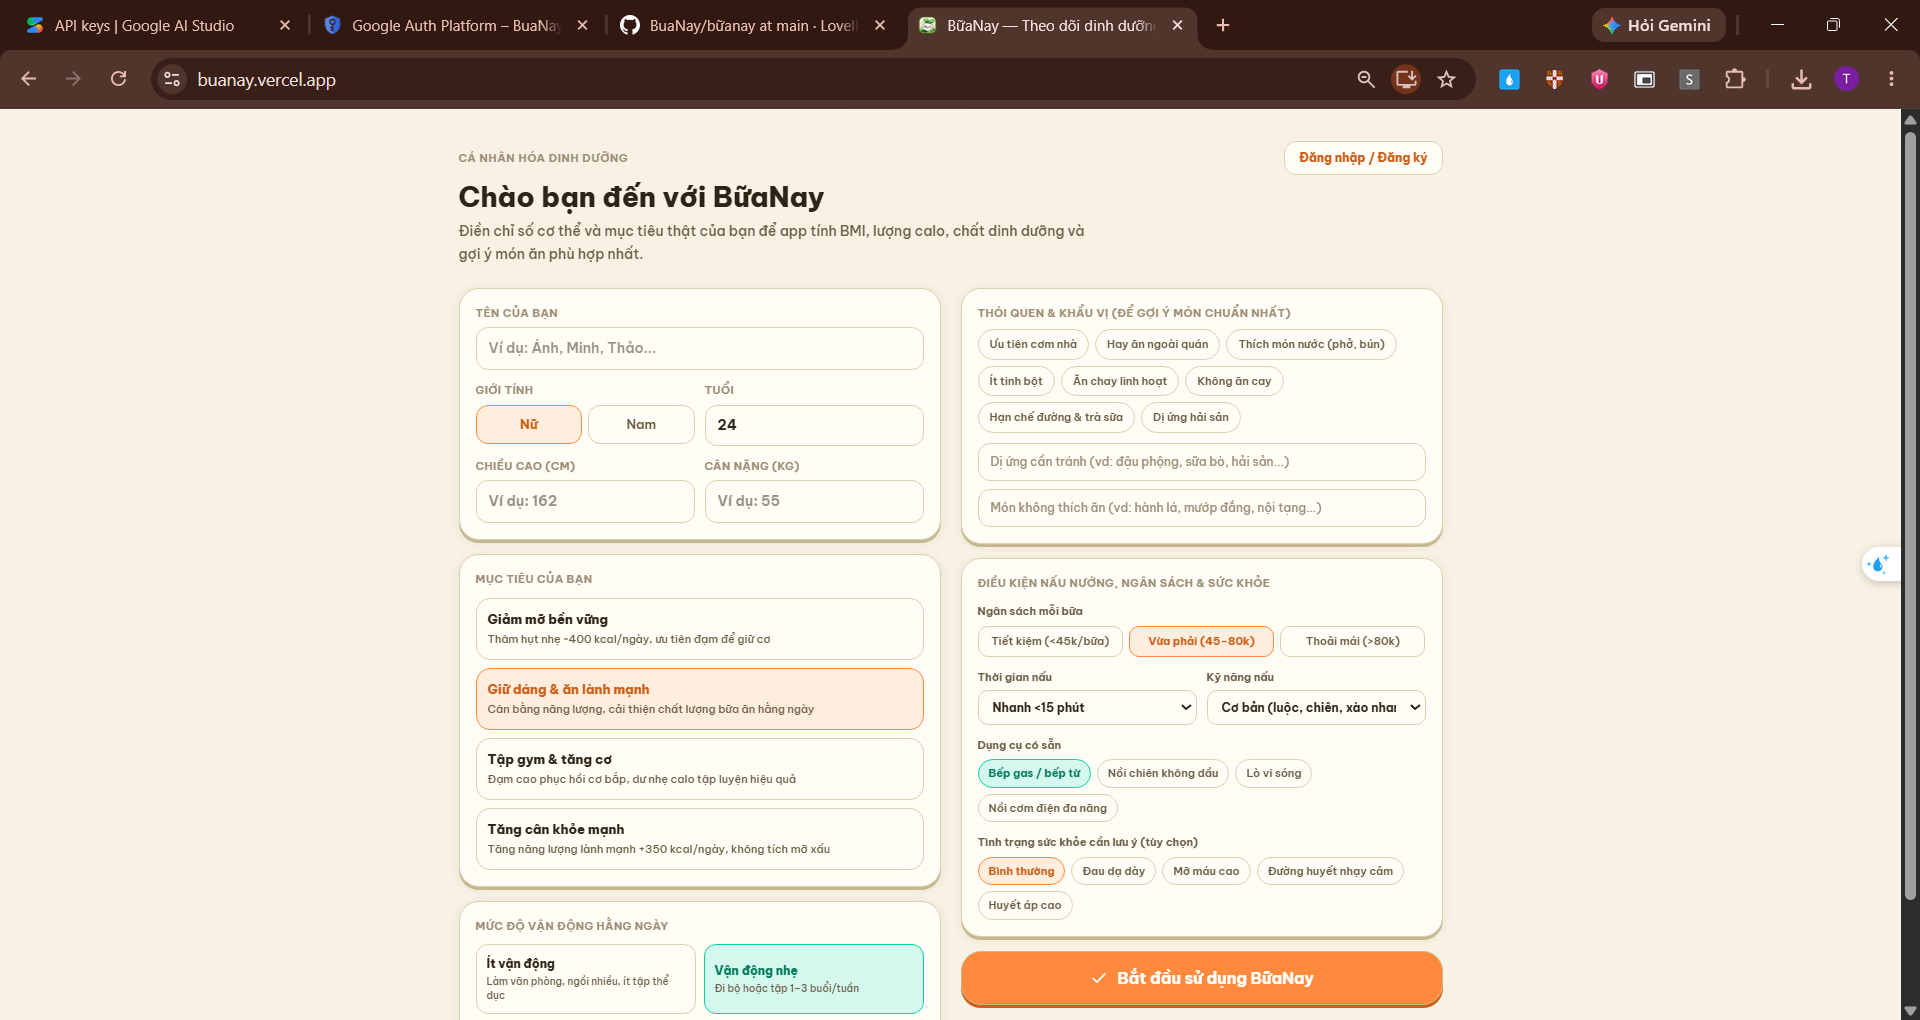 API keys | Google AI Studio
Google Auth Platform – BuaNay
BuaNay/bữanay at main · Lovell
BữaNay — Theo dõi dinh dưỡng
Hỏi Gemini
buanay.vercel.app
S
T
CÁ NHÂN HÓA DINH DƯỠNG
Đăng nhập / Đăng ký
Chào bạn đến với BữaNay
Điền chỉ số cơ thể và mục tiêu thật của bạn để app tính BMI, lượng calo, chất dinh dưỡng và
gợi ý món ăn phù hợp nhất.
TÊN CỦA BẠN
Ví dụ: Ánh, Minh, Thảo...
GIỚI TÍNH
TUỔI
Nữ
Nam
24
CHIỀU CAO (CM)
CÂN NẶNG (KG)
Ví dụ: 162
Ví dụ: 55
MỤC TIÊU CỦA BẠN
Giảm mỡ bền vững
Thâm hụt nhẹ ~400 kcal/ngày, ưu tiên đạm để giữ cơ
Giữ dáng & ăn lành mạnh
Cân bằng năng lượng, cải thiện chất lượng bữa ăn hằng ngày
Tập gym & tăng cơ
Đạm cao phục hồi cơ bắp, dư nhẹ calo tập luyện hiệu quả
Tăng cân khỏe mạnh
Tăng năng lượng lành mạnh +350 kcal/ngày, không tích mỡ xấu
MỨC ĐỘ VẬN ĐỘNG HẰNG NGÀY
Ít vận động
Làm văn phòng, ngồi nhiều, ít tập thể
dục
Vận động nhẹ
Đi bộ hoặc tập 1–3 buổi/tuần
THÓI QUEN & KHẨU VỊ (ĐỂ GỢI Ý MÓN CHUẨN NHẤT)
Ưu tiên cơm nhà
Hay ăn ngoài quán
Thích món nước (phở, bún)
Ít tinh bột
Ăn chay linh hoạt
Không ăn cay
Hạn chế đường & trà sữa
Dị ứng hải sản
Dị ứng cần tránh (vd: đậu phộng, sữa bò, hải sản...)
Món không thích ăn (vd: hành lá, mướp đắng, nội tạng...)
ĐIỀU KIỆN NẤU NƯỚNG, NGÂN SÁCH & SỨC KHỎE
Ngân sách mỗi bữa
Tiết kiệm (<45k/bữa)
Vừa phải (45–80k)
Thoải mái (>80k)
Thời gian nấu
Kỹ năng nấu
Nhanh <15 phút
Cơ bản (luộc, chiên, xào nhan
Dụng cụ có sẵn
Bếp gas / bếp từ
Nồi chiên không dầu
Lò vi sóng
Nồi cơm điện đa năng
Tình trạng sức khỏe cần lưu ý (tùy chọn)
Bình thường
Đau dạ dày
Mỡ máu cao
Đường huyết nhạy cảm
Huyết áp cao
Bắt đầu sử dụng BữaNay